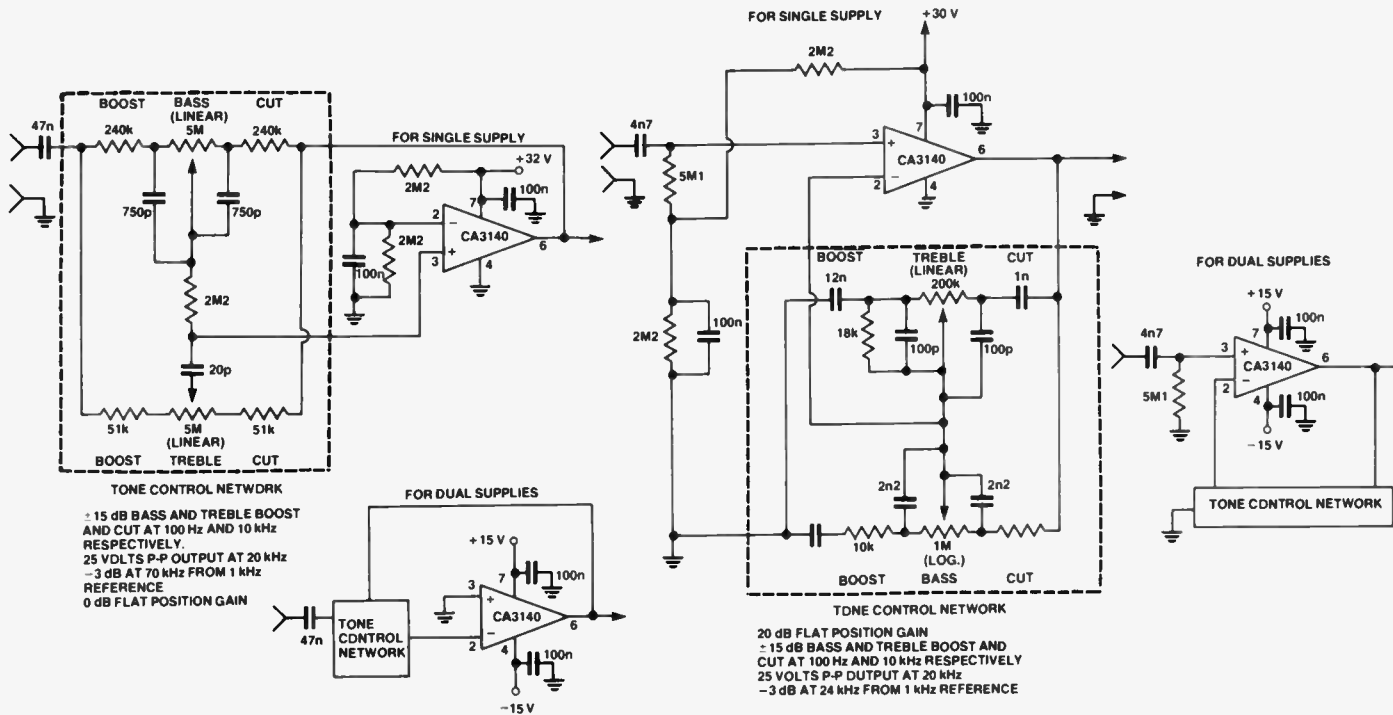 FOR SINGLE SUPPLY
+30 V
2M2
100n
7
4n7
3
+
CA3140
6
2
−
4
5M1
2M2
100n
BOOST
TREBLE
(LINEAR)
200k
CUT
12n
1n
18k
100p
100p
2n2
2n2
10k
1M
(LOG.)
BOOST
BASS
CUT
TDNE CONTROL NETWORK
20 dB FLAT POSITION GAIN
±15 dB BASS AND TREBLE BOOST AND
CUT AT 100 Hz AND 10 kHz RESPECTIVELY
25 VOLTS P-P DUTPUT AT 20 kHz
−3 dB AT 24 kHz FROM 1 kHz REFERENCE
BOOST
BASS
(LINEAR)
CUT
47n
240k
5M
240k
750p
750p
2M2
20p
51k
5M
(LINEAR)
51k
BOOST
TREBLE
CUT
TONE CONTROL NETWDRK
±15 dB BASS AND TREBLE BOOST
AND CUT AT 100 Hz AND 10 kHz
RESPECTIVELY.
25 VOLTS P-P OUTPUT AT 20 kHz
−3 dB AT 70 kHz FROM 1 kHz
REFERENCE
0 dB FLAT POSITION GAIN
FOR SINGLE SUPPLY
+32 V
2M2
7
100n
2
−
2M2
CA3140
6
+
3
4
100n
FOR DUAL SUPPLIES
+15 V
7
100n
3
+
CA3140
6
−
2
4
100n
−15 V
47n
TONE
CDNTROL
NETWORK
FOR DUAL SUPPLIES
+15 V
7
100n
4n7
3
+
CA3140
6
−
2
4
100n
−15 V
5M1
TONE CDNTROL NETWORK